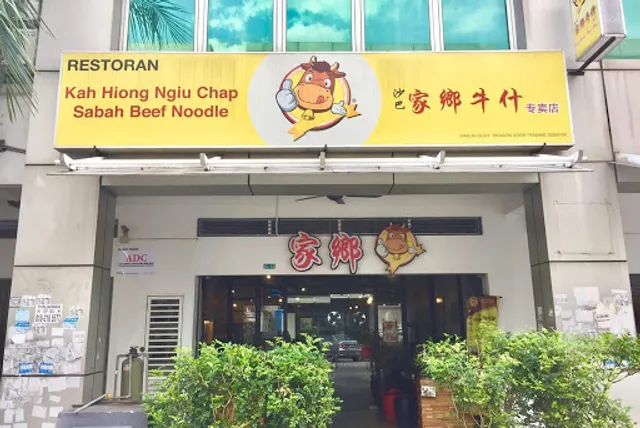 RESTORAN
Kah Hiong Ngiu Chap
Sabah Beef Noodle
沙巴 家鄉牛什 专卖店
家鄉
ADC